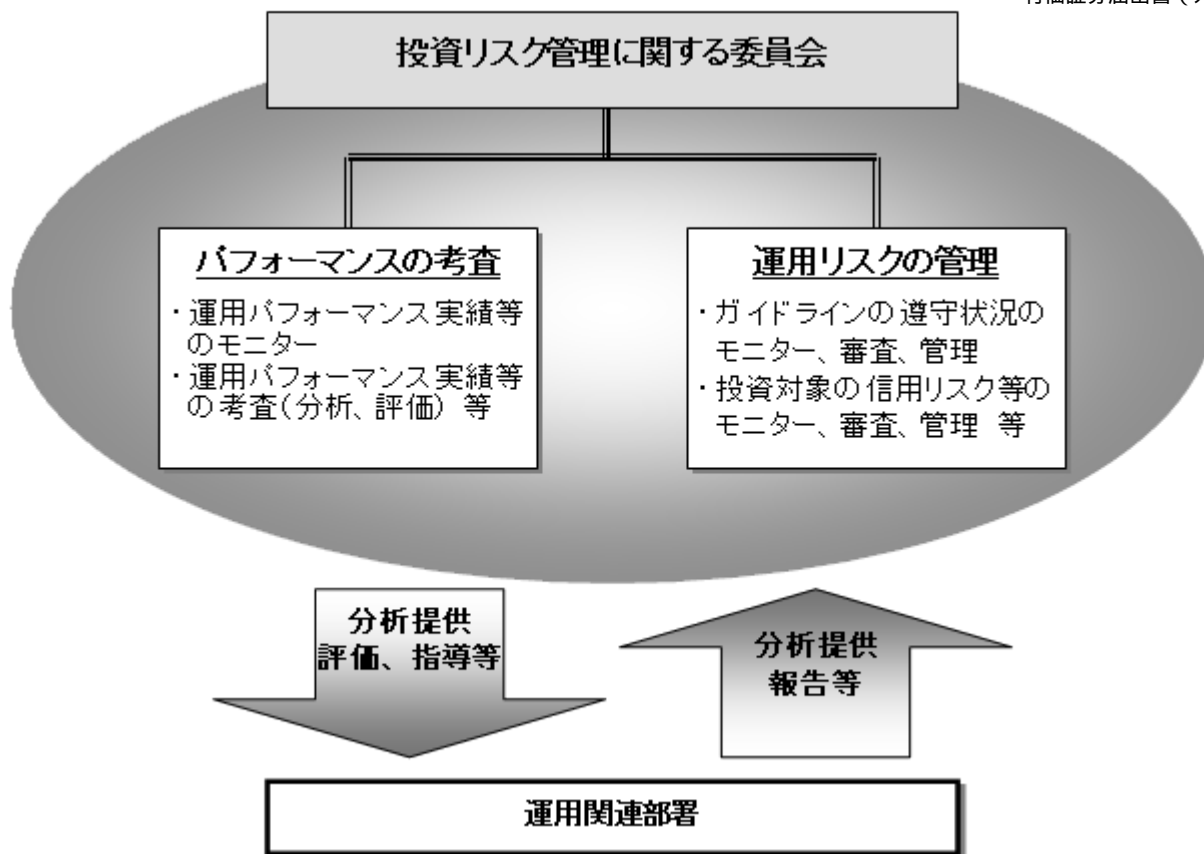 投資リスク管理に関する委員会
パフォーマンスの考査
・運用パフォーマンス実績等
のモニター
・運用パフォーマンス実績等
の考査(分析、評価) 等
運用リスクの管理
・ガイドラインの遵守状況の
モニター、審査、管理
・投資対象の信用リスク等の
モニター、審査、管理 等
分析提供
評価、指導等
分析提供
報告等
運用関連部署